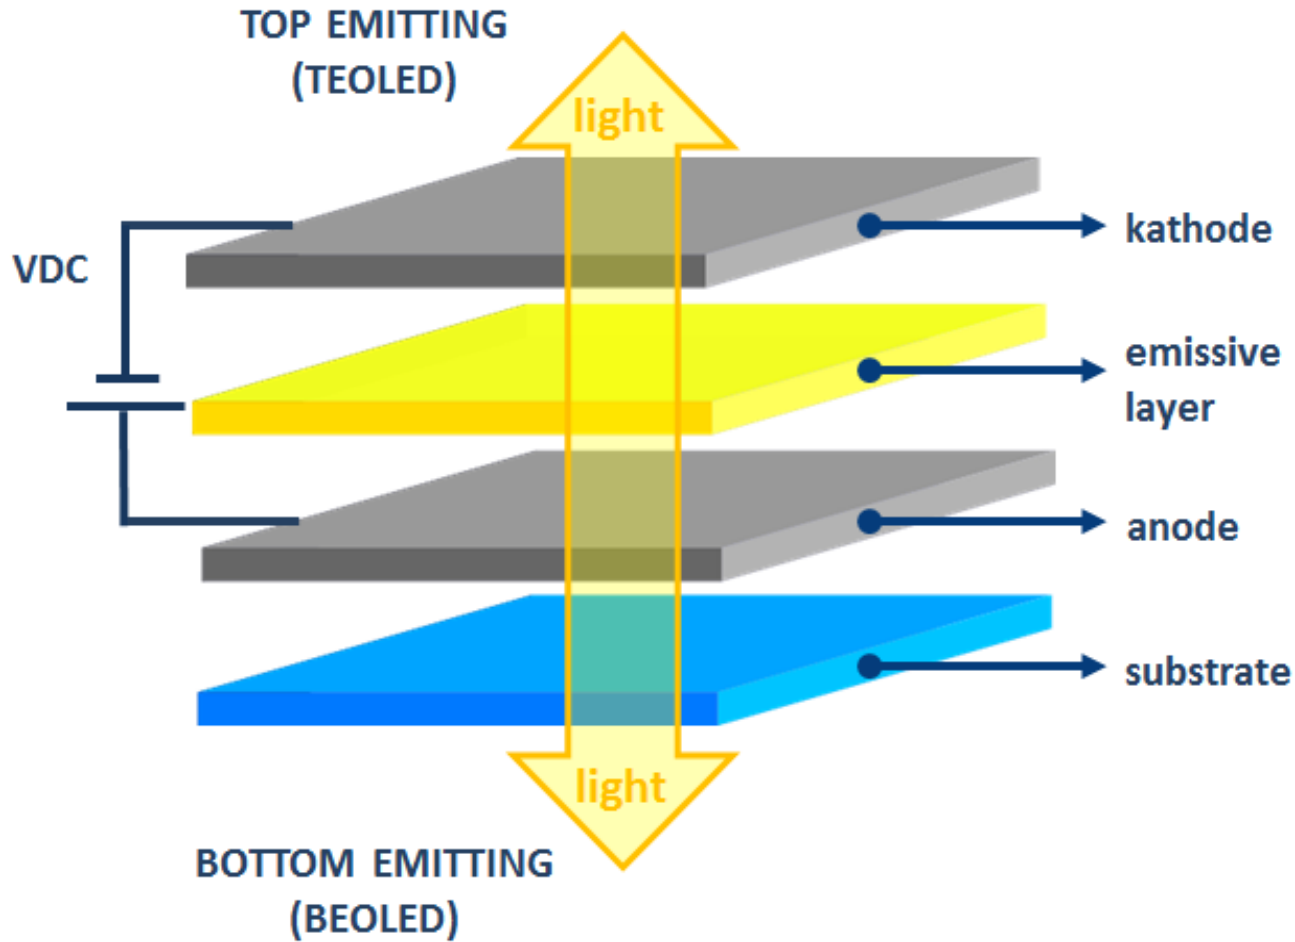 TOP EMITTING
(TEOLED)
light
kathode
VDC
emissive
layer
anode
substrate
light
BOTTOM EMITTING
(BEOLED)